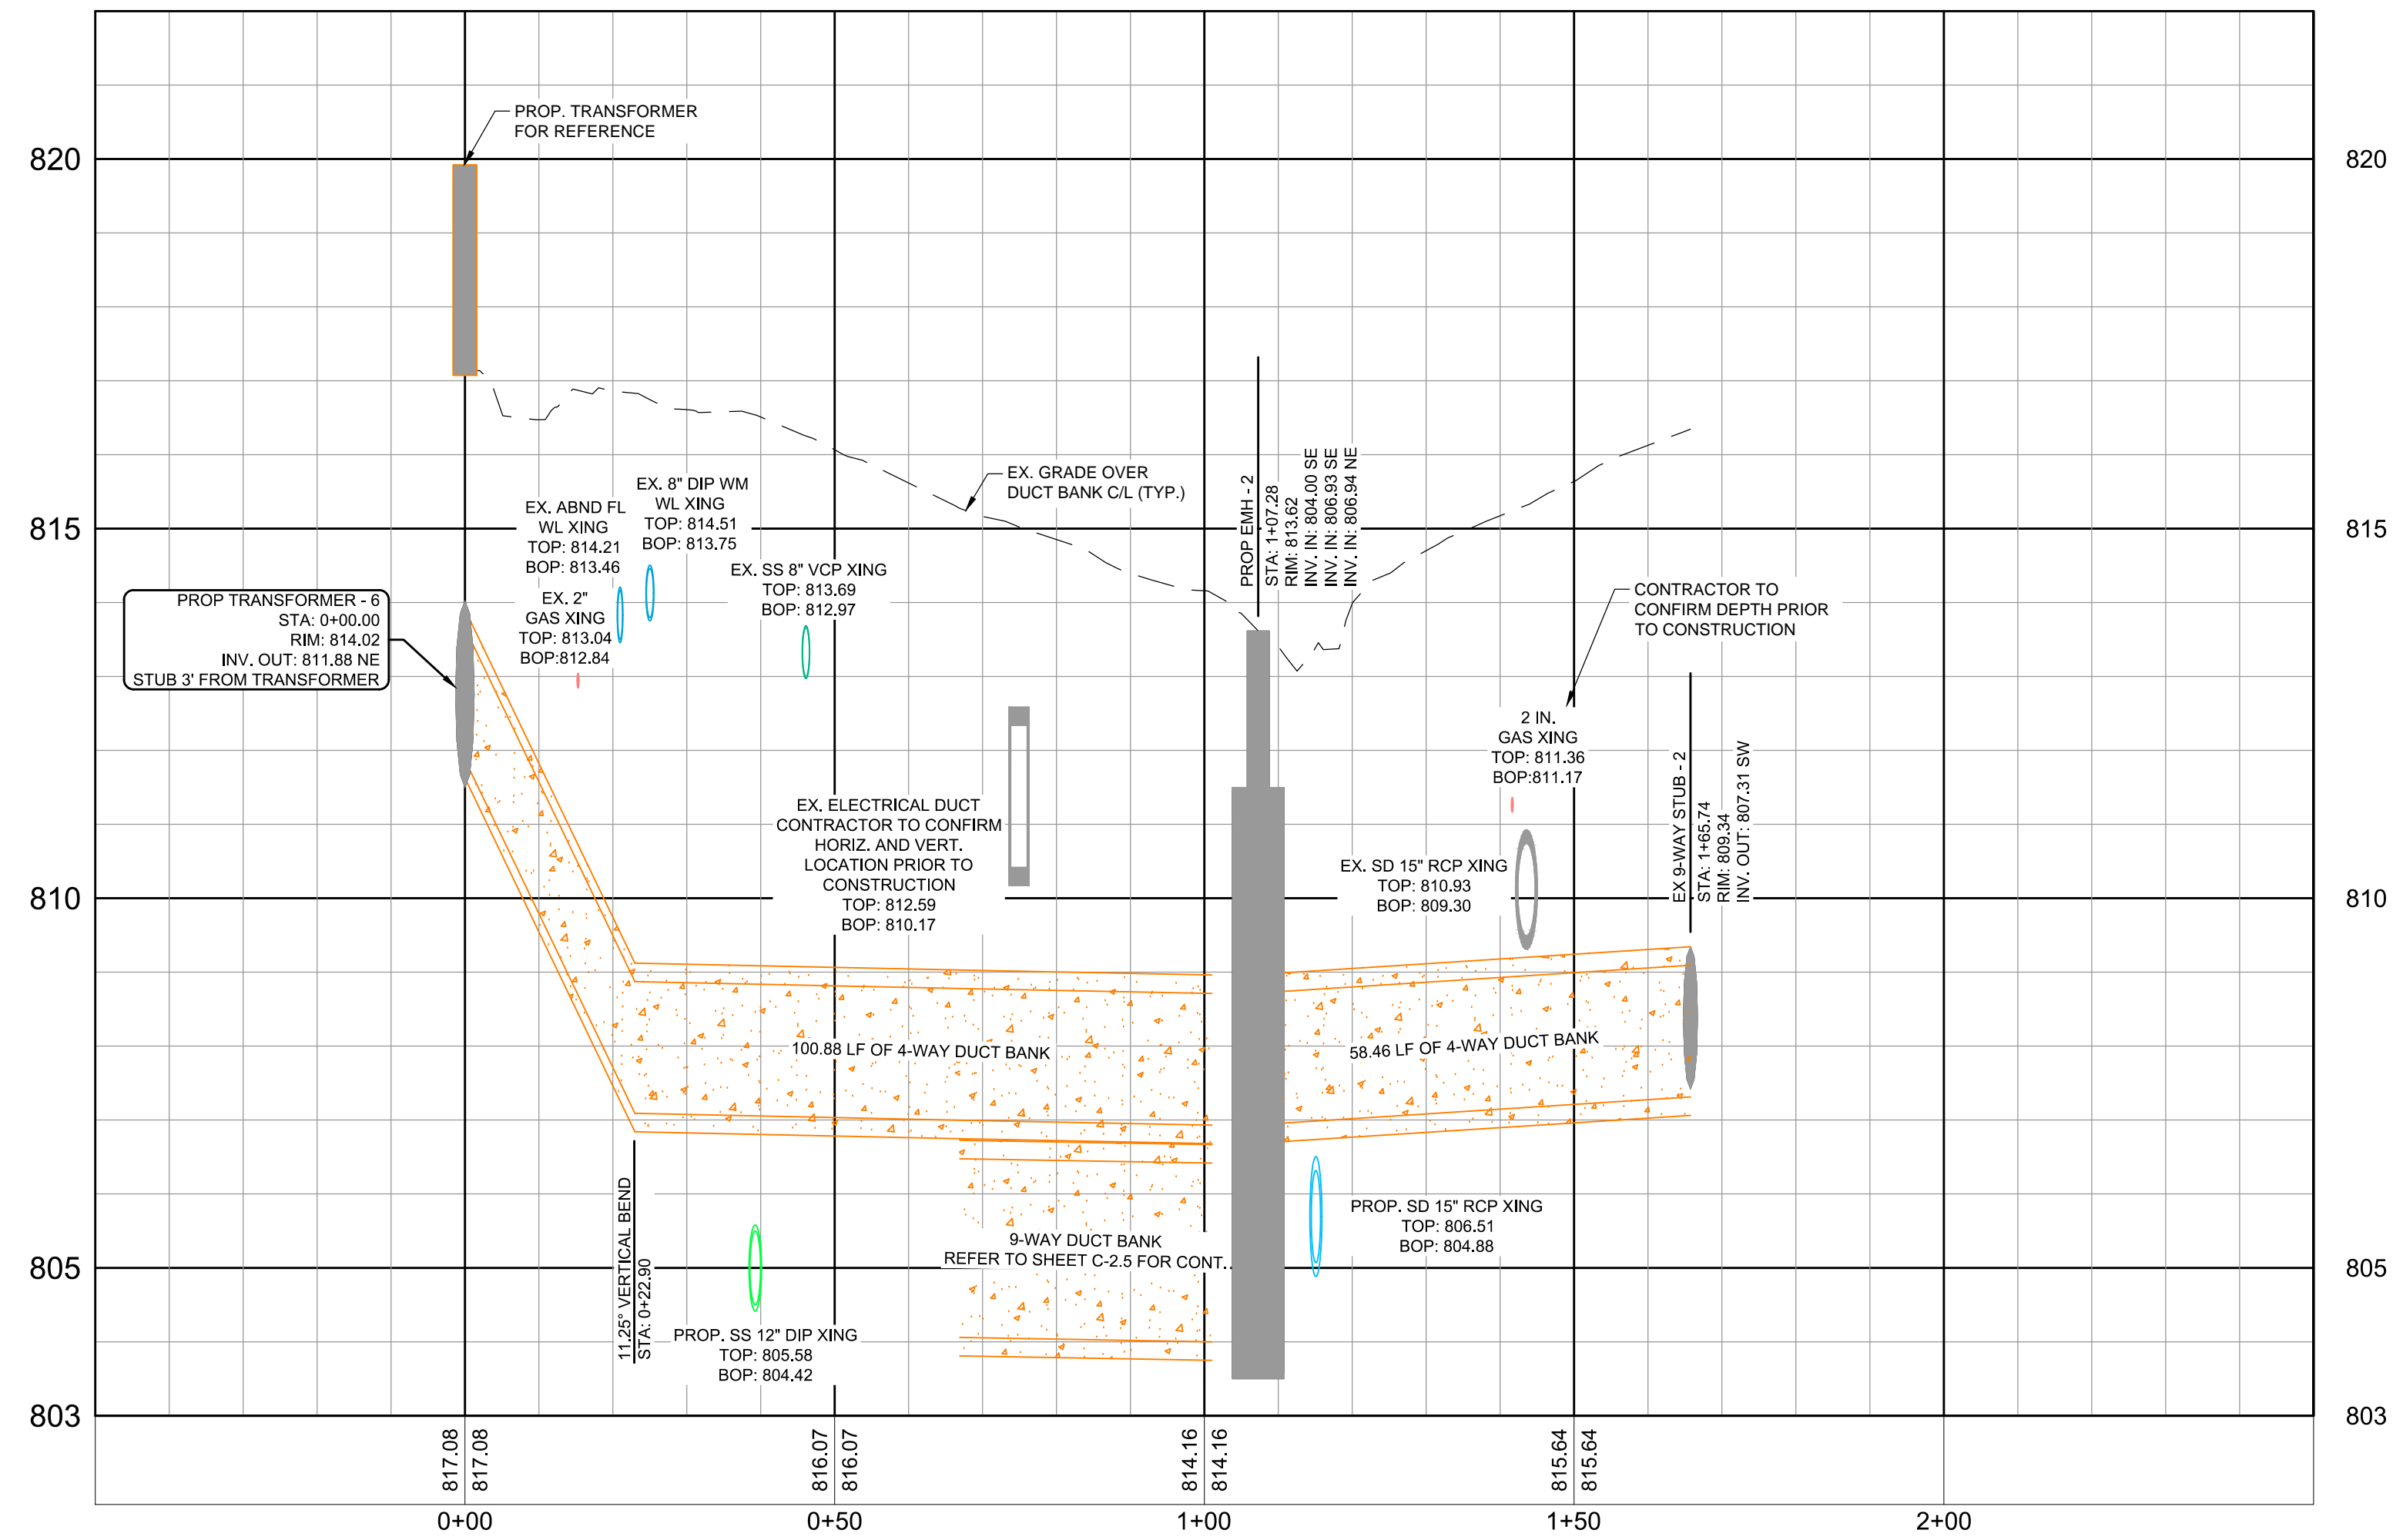 PROP. TRANSFORMER
FOR REFERENCE
820
820
EX. GRADE OVER
DUCT BANK C/L (TYP.)
EX. 8" DIP WM
WL XING
TOP: 814.51
BOP: 813.75
EX. ABND FL
WL XING
TOP: 814.21
BOP: 813.46
PROP EMH - 2
STA: 1+07.28
RIM: 813.62
INV. IN: 804.00 SE
INV. IN: 806.93 SE
INV. IN: 806.94 NE
815
815
EX. SS 8" VCP XING
TOP: 813.69
BOP: 812.97
EX. 2"
GAS XING
TOP: 813.04
BOP:812.84
PROP TRANSFORMER - 6
STA: 0+00.00
RIM: 814.02
INV. OUT: 811.88 NE
STUB 3' FROM TRANSFORMER
CONTRACTOR TO
CONFIRM DEPTH PRIOR
TO CONSTRUCTION
2 IN.
GAS XING
TOP: 811.36
BOP:811.17
EX 9-WAY STUB - 2
STA: 1+65.74
RIM: 809.34
INV. OUT: 807.31 SW
EX. ELECTRICAL DUCT
CONTRACTOR TO CONFIRM
HORIZ. AND VERT.
LOCATION PRIOR TO
CONSTRUCTION
TOP: 812.59
BOP: 810.17
EX. SD 15" RCP XING
TOP: 810.93
BOP: 809.30
810
810
100.88 LF OF 4-WAY DUCT BANK
58.46 LF OF 4-WAY DUCT BANK
11.25° VERTICAL BEND
STA: 0+22.90
PROP. SD 15" RCP XING
TOP: 806.51
BOP: 804.88
9-WAY DUCT BANK
REFER TO SHEET C-2.5 FOR CONT.
805
805
PROP. SS 12" DIP XING
TOP: 805.58
BOP: 804.42
803
803
817.08
817.08
816.07
816.07
814.16
814.16
815.64
815.64
0+00
0+50
1+00
1+50
2+00